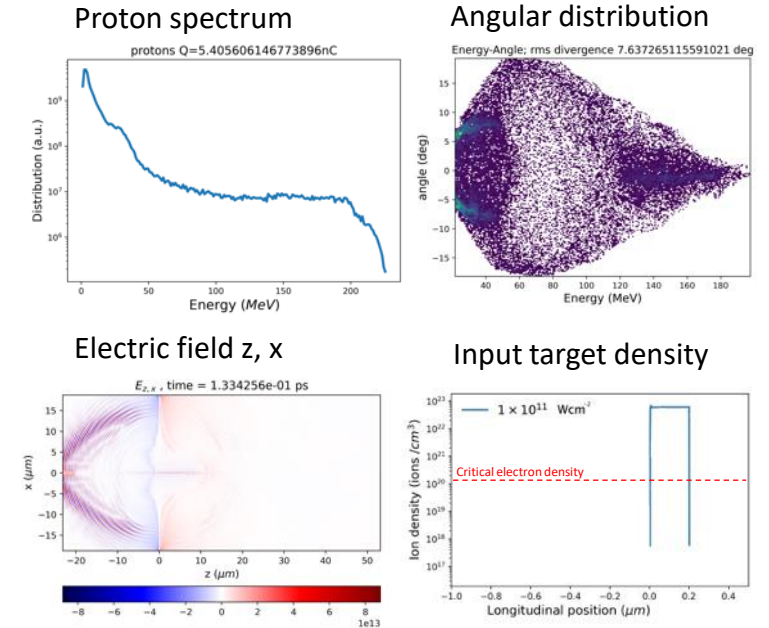 Proton spectrum
protons Q=5.405606146773896nC
10⁹
10⁸
10⁷
10⁶
Distribution (a.u.)
0 50 100 150 200
Energy (MeV)
Angular distribution
Energy-Angle; rms divergence 7.637265115591021 deg
15
10
5
0
−5
−10
−15
angle (deg)
40 60 80 100 120 140 160 180
Energy (MeV)
Electric field z, x
E_{z,x} , time = 1.334256e-01 ps
15
10
5
0
−5
−10
−15
x (μm)
−20 −10 0 10 20 30 40 50
z (μm)
−8 −6 −4 −2 0 2 4 6 8
1e13
Input target density
10²³
10²²
10²¹
10²⁰
10¹⁹
10¹⁸
10¹⁷
Ion density (ions /cm³)
1 × 10¹¹ Wcm⁻²
Critical electron density
−1.0 −0.8 −0.6 −0.4 −0.2 0.0 0.2 0.4
Longitudinal position (μm)